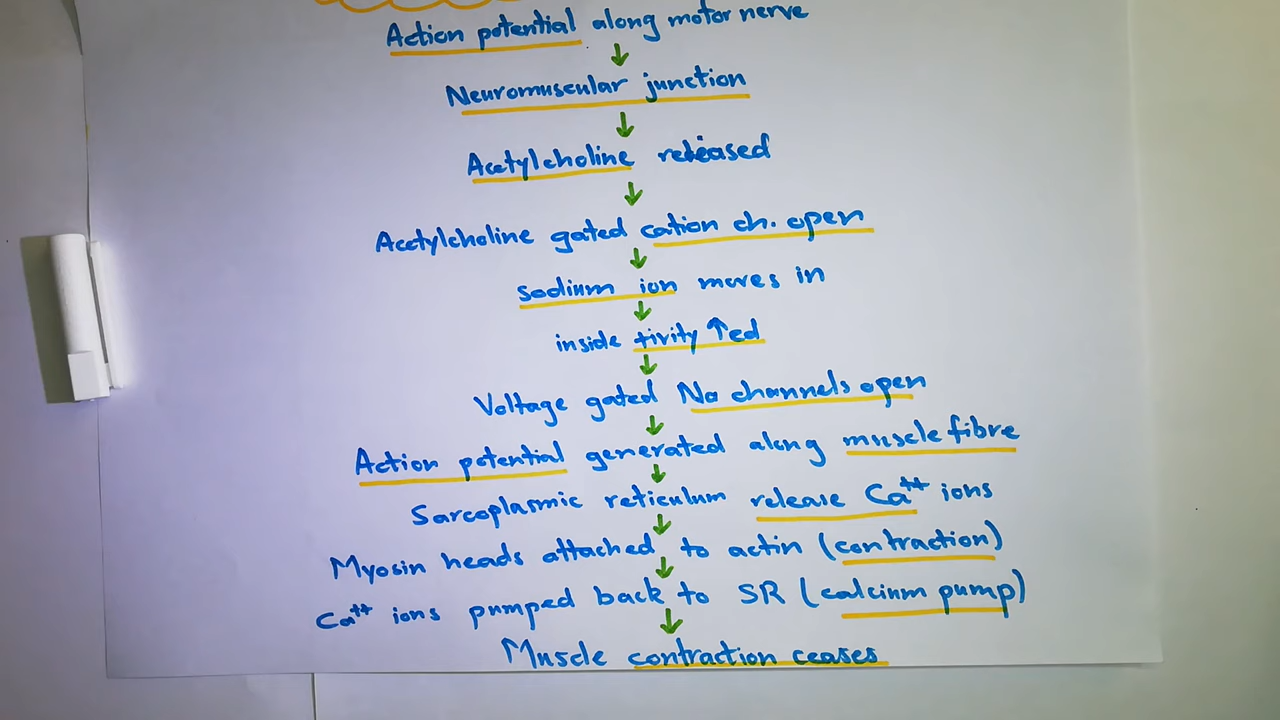 Action potential along motor nerve
Neuromuscular junction
Acetylcholine released
Acetylcholine gated cation ch. open
Sodium ion moves in
inside tivity ↑ed
Voltage gated Na channels open
Action potential generated along muscle fibre
Sarcoplasmic reticulum release Ca⁺⁺ ions
Myosin heads attached to actin (contraction)
Ca⁺⁺ ions pumped back to SR (calcium pump)
Muscle contraction ceases